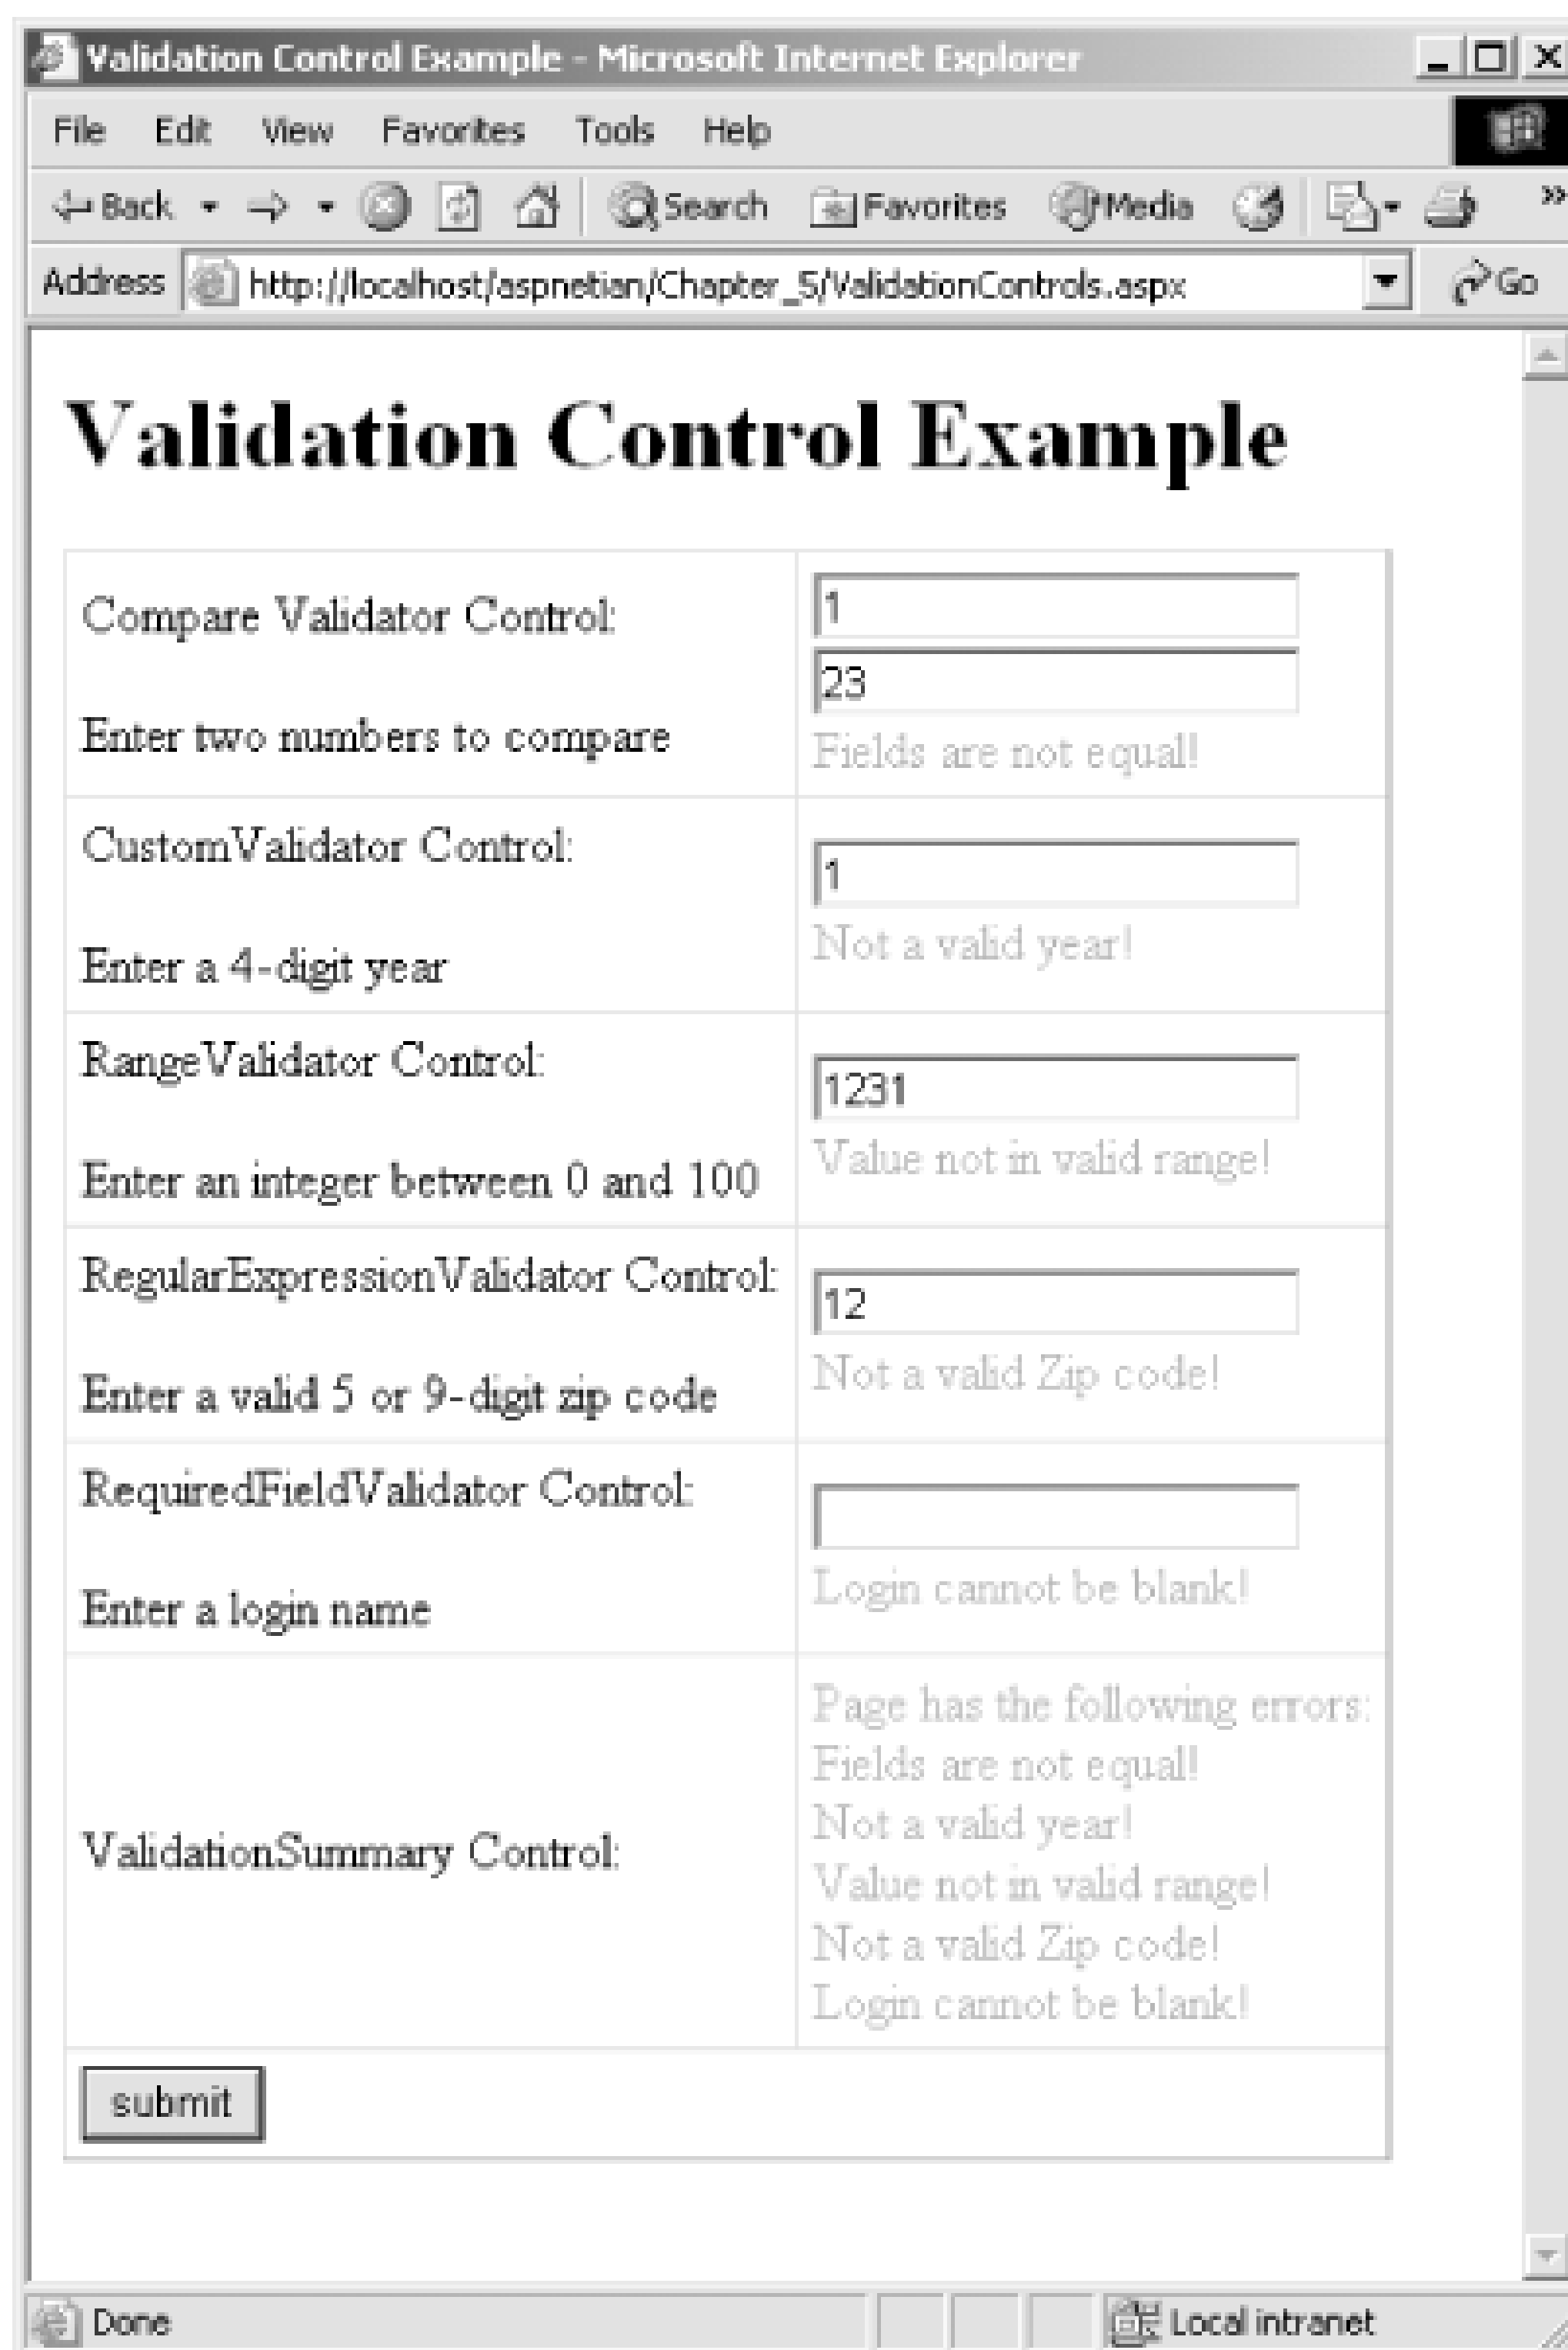 Validation Control Example - Microsoft Internet Explorer
File Edit View Favorites Tools Help
Back Search Favorites Media »
Address http://localhost/aspnetian/Chapter_5/ValidationControls.aspx Go
Validation Control Example
Compare Validator Control:
Enter two numbers to compare
1
23
Fields are not equal!
CustomValidator Control:
Enter a 4-digit year
1
Not a valid year!
RangeValidator Control:
Enter an integer between 0 and 100
1231
Value not in valid range!
RegularExpressionValidator Control:
Enter a valid 5 or 9-digit zip code
12
Not a valid Zip code!
RequiredFieldValidator Control:
Enter a login name
Login cannot be blank!
ValidationSummary Control:
Page has the following errors:
Fields are not equal!
Not a valid year!
Value not in valid range!
Not a valid Zip code!
Login cannot be blank!
submit
Done Local intranet